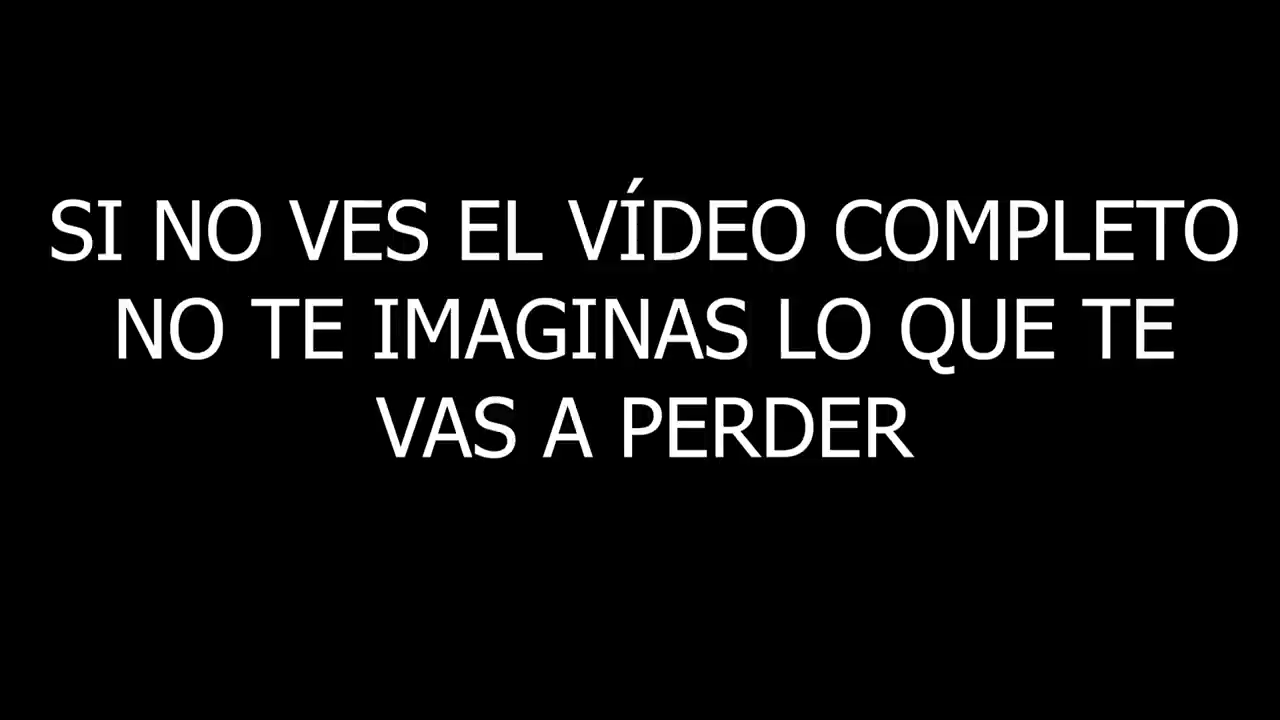 SI NO VES EL VÍDEO COMPLETO
NO TE IMAGINAS LO QUE TE
VAS A PERDER